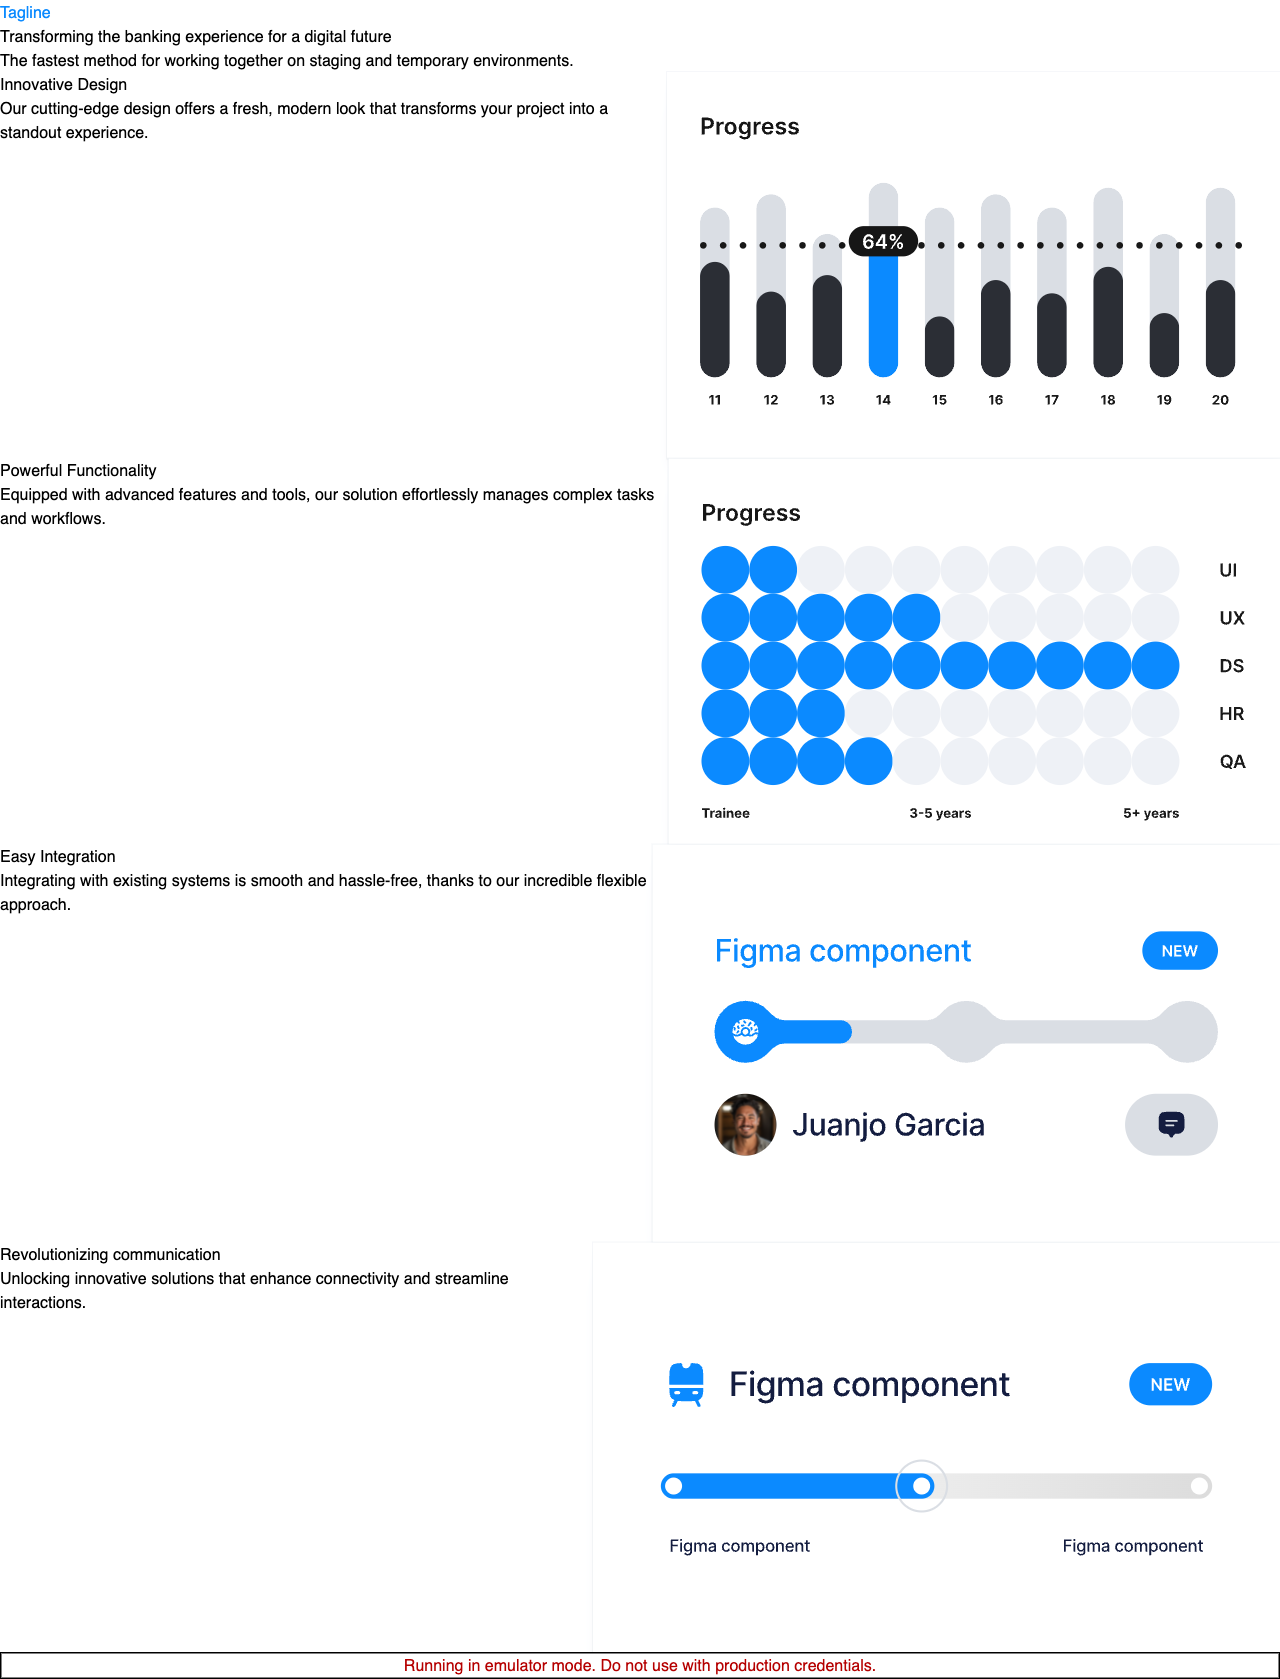 Tagline
Transforming the banking experience for a digital future
The fastest method for working together on staging and temporary environments.
Innovative Design
Our cutting-edge design offers a fresh, modern look that transforms your project into a
standout experience.
Progress
64%
11 12 13 14 15 16 17 18 19 20
Powerful Functionality
Equipped with advanced features and tools, our solution effortlessly manages complex tasks
and workflows.
Progress
UI
UX
DS
HR
QA
Trainee 3-5 years 5+ years
Easy Integration
Integrating with existing systems is smooth and hassle-free, thanks to our incredible flexible
approach.
Figma component NEW
Juanjo Garcia
Revolutionizing communication
Unlocking innovative solutions that enhance connectivity and streamline
interactions.
Figma component NEW
Figma component Figma component
Running in emulator mode. Do not use with production credentials.